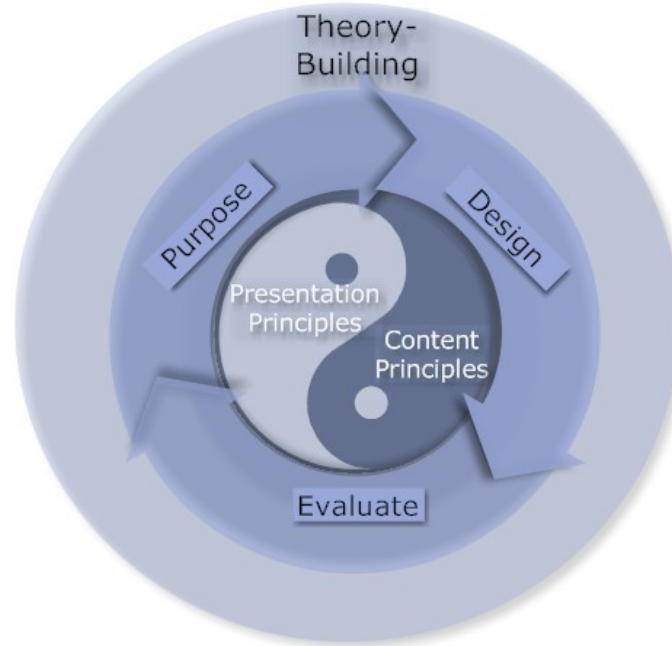 Theory-
Building
Purpose
Design
Presentation
Principles
Content
Principles
Evaluate